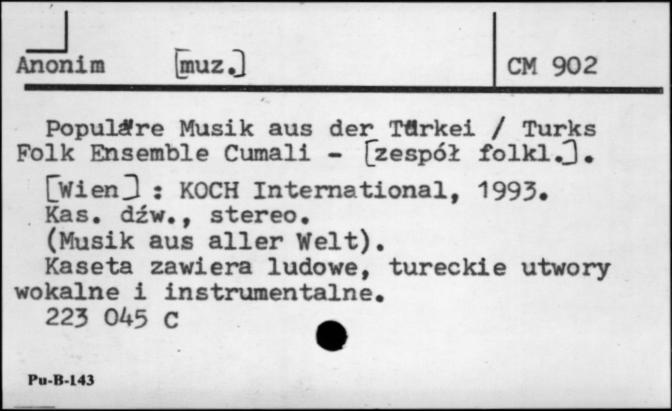 Anonim [muz.] CM 902
Populäre Musik aus der Türkei / Turks
Folk Ensemble Cumali - [zespół folkl.].
[Wien] : KOCH International, 1993.
Kas. dźw., stereo.
(Musik aus aller Welt).
Kaseta zawiera ludowe, tureckie utwory
wokalne i instrumentalne.
223 045 C
Pu-B-143